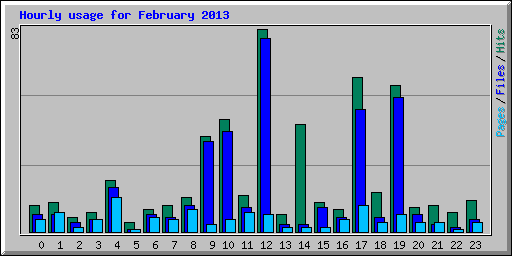 Hourly usage for February 2013
83
Pages / Files / Hits
0 1 2 3 4 5 6 7 8 9 10 11 12 13 14 15 16 17 18 19 20 21 22 23